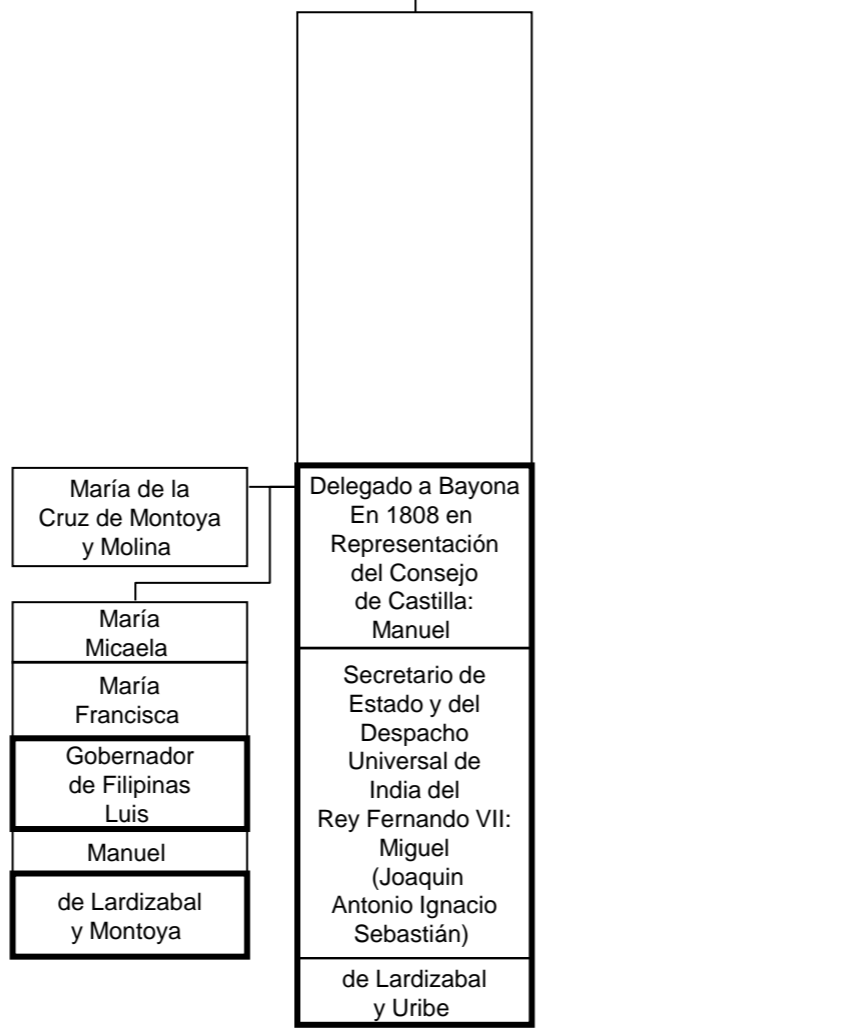 María de la
Cruz de Montoya
y Molina
María
Micaela
María
Francisca
Gobernador
de Filipinas
Luis
Manuel
de Lardizabal
y Montoya
Delegado a Bayona
En 1808 en
Representación
del Consejo
de Castilla:
Manuel
Secretario de
Estado y del
Despacho
Universal de
India del
Rey Fernando VII:
Miguel
(Joaquin
Antonio Ignacio
Sebastián)
de Lardizabal
y Uribe